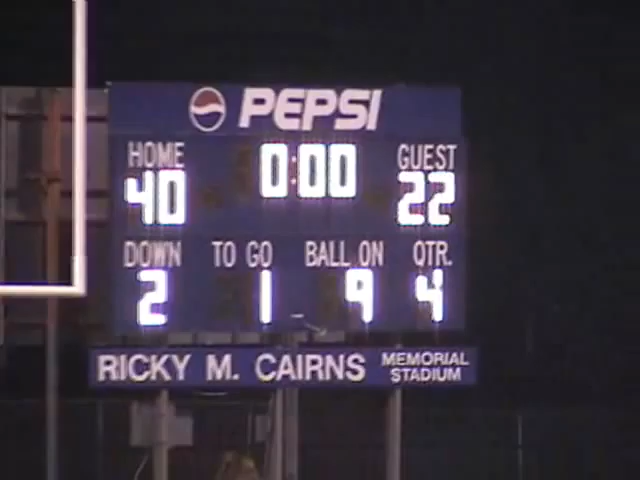 PEPSI
HOME 0:00 GUEST
40 22
DOWN TO GO BALL ON QTR.
2 1 9 4
RICKY M. CAIRNS MEMORIAL STADIUM